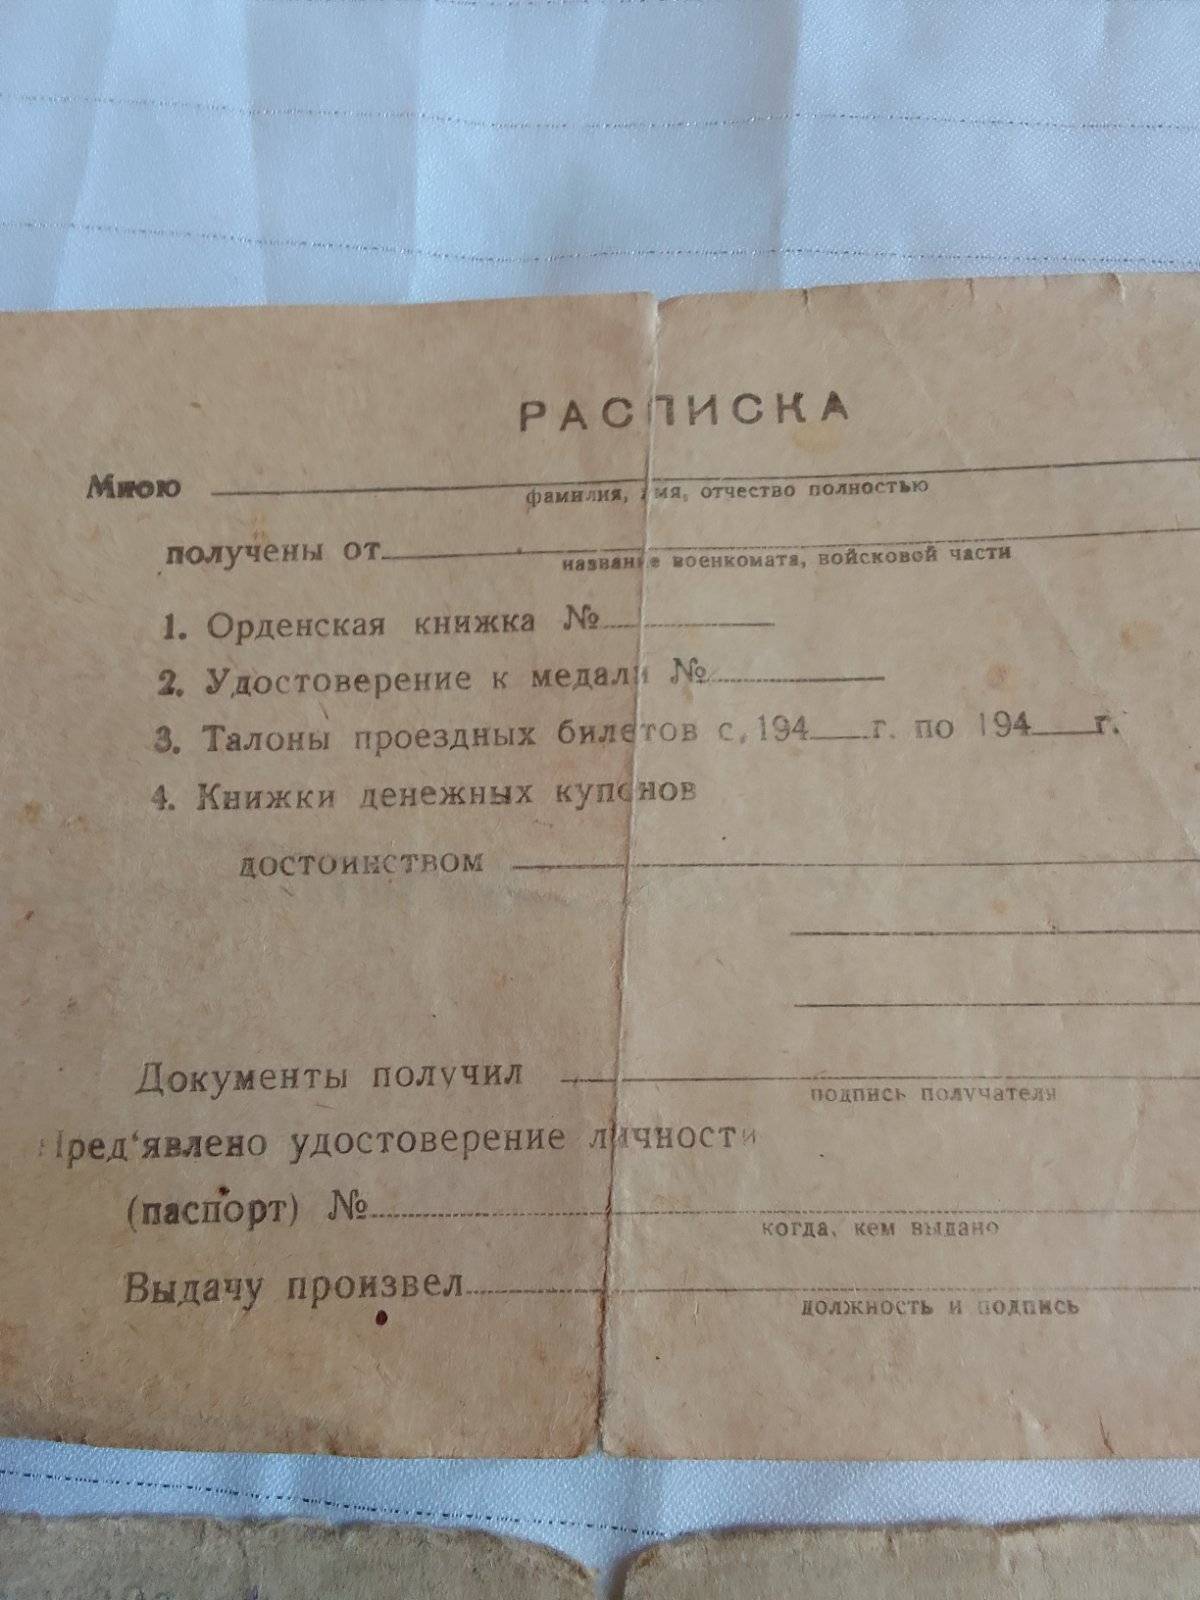 РАСПИСКА
Мною
фамилия, имя, отчество полностью
получены от
название военкомата, войсковой части
1. Орденская книжка №
2. Удостоверение к медали №
3. Талоны проездных билетов с 194 г. по 194 г.
4. Книжки денежных купонов
достоинством
Документы получил
подпись получателя
Пред‘явлено удостоверение личности
(паспорт) №
когда, кем выдано
Выдачу произвел
должность и подпись